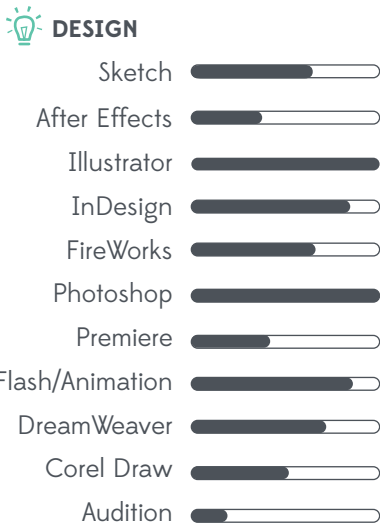 DESIGN
Sketch
After Effects
Illustrator
InDesign
FireWorks
Photoshop
Premiere
Flash/Animation
DreamWeaver
Corel Draw
Audition